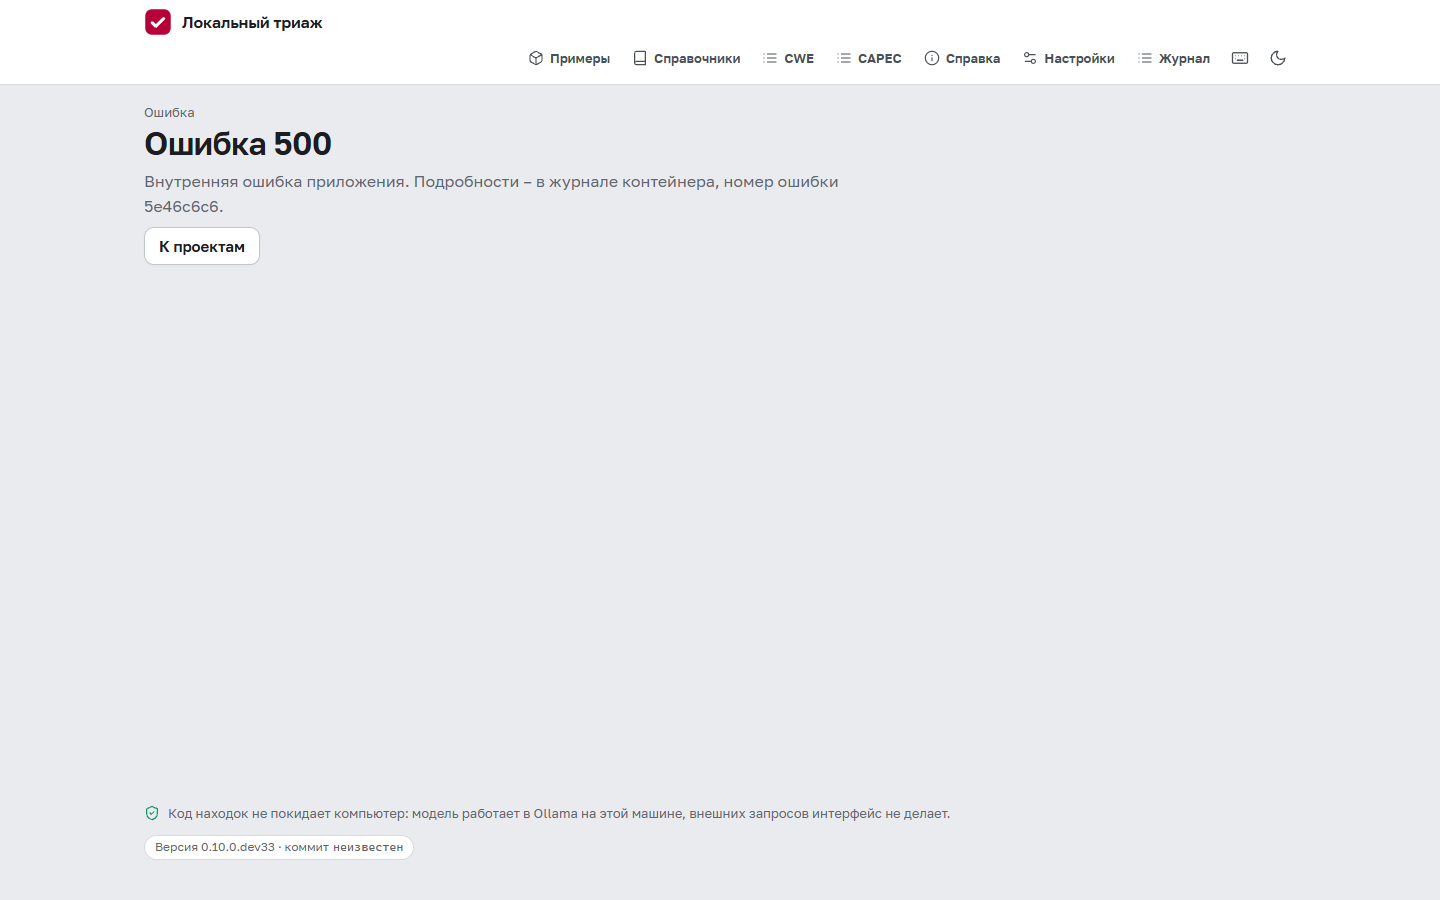 Локальный триаж
Примеры Справочники CWE CAPEC Справка Настройки Журнал
Ошибка
Ошибка 500
Внутренняя ошибка приложения. Подробности – в журнале контейнера, номер ошибки
5e46c6c6.
К проектам
Код находок не покидает компьютер: модель работает в Ollama на этой машине, внешних запросов интерфейс не делает.
Версия 0.10.0.dev33 · коммит неизвестен